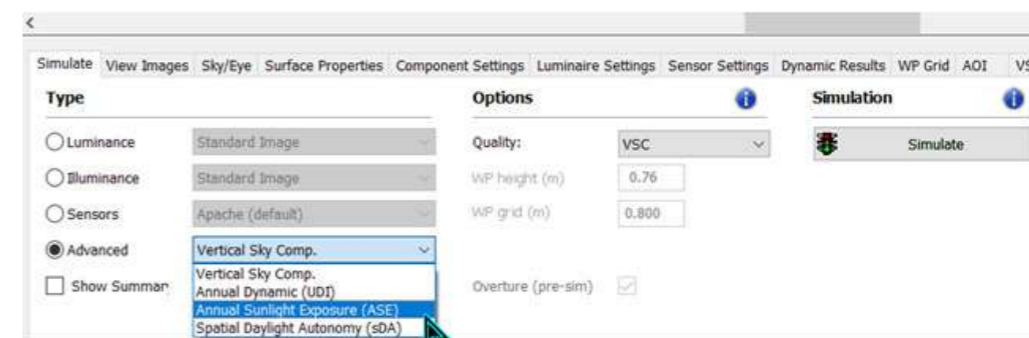 <
Simulate View Images Sky/Eye Surface Properties Component Settings Luminaire Settings Sensor Settings Dynamic Results WP Grid AOI VS
Type Options Simulation
Luminance Standard Image Quality: VSC Simulate
Illuminance Standard Image WP height (m) 0.76
Sensors Apache (default) WP grid (m) 0.800
Advanced Vertical Sky Comp.
Vertical Sky Comp.
Show Summar Annual Dynamic (UDI) Overture (pre-sim)
Annual Sunlight Exposure (ASE)
Spatial Daylight Autonomy (sDA)